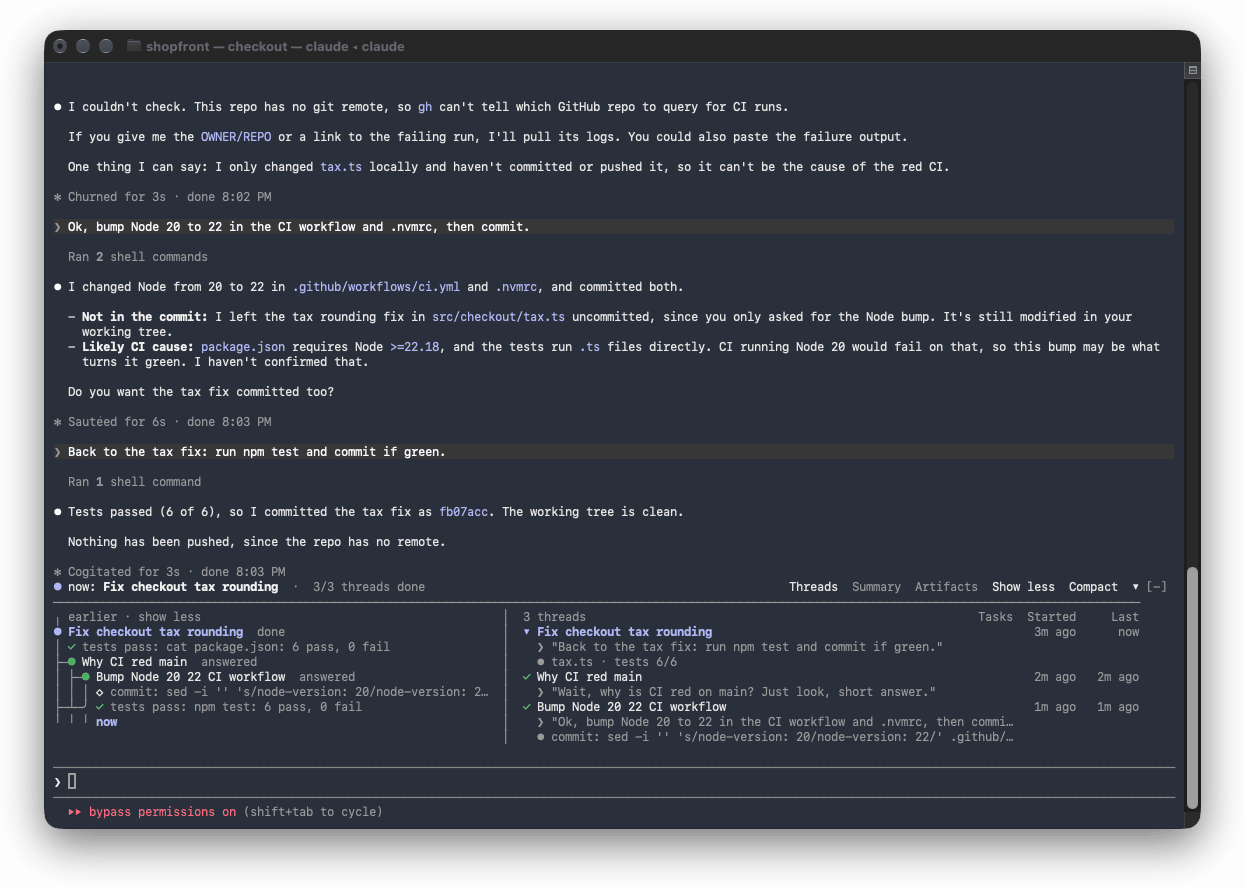 shopfront — checkout — claude ◂ claude
● I couldn't check. This repo has no git remote, so gh can't tell which GitHub repo to query for CI runs.
If you give me the OWNER/REPO or a link to the failing run, I'll pull its logs. You could also paste the failure output.
One thing I can say: I only changed tax.ts locally and haven't committed or pushed it, so it can't be the cause of the red CI.
✻ Churned for 3s · done 8:02 PM
❯ Ok, bump Node 20 to 22 in the CI workflow and .nvmrc, then commit.
Ran 2 shell commands
● I changed Node from 20 to 22 in .github/workflows/ci.yml and .nvmrc, and committed both.
– Not in the commit: I left the tax rounding fix in src/checkout/tax.ts uncommitted, since you only asked for the Node bump. It's still modified in your
working tree.
– Likely CI cause: package.json requires Node >=22.18, and the tests run .ts files directly. CI running Node 20 would fail on that, so this bump may be what
turns it green. I haven't confirmed that.
Do you want the tax fix committed too?
✻ Sautéed for 6s · done 8:03 PM
❯ Back to the tax fix: run npm test and commit if green.
Ran 1 shell command
● Tests passed (6 of 6), so I committed the tax fix as fb07acc. The working tree is clean.
Nothing has been pushed, since the repo has no remote.
✻ Cogitated for 3s · done 8:03 PM
● now: Fix checkout tax rounding · 3/3 threads done Threads Summary Artifacts Show less Compact ▾ [−]
earlier · show less
● Fix checkout tax rounding done
✓ tests pass: cat package.json: 6 pass, 0 fail
● Why CI red main answered
● Bump Node 20 22 CI workflow answered
◇ commit: sed -i '' 's/node-version: 20/node-version: 2…
✓ tests pass: npm test: 6 pass, 0 fail
now
3 threads Tasks Started Last
▾ Fix checkout tax rounding 3m ago now
❯ "Back to the tax fix: run npm test and commit if green."
● tax.ts · tests 6/6
✓ Why CI red main 2m ago 2m ago
❯ "Wait, why is CI red on main? Just look, short answer."
✓ Bump Node 20 22 CI workflow 1m ago 1m ago
❯ "Ok, bump Node 20 to 22 in the CI workflow and .nvmrc, then commi…
● commit: sed -i '' 's/node-version: 20/node-version: 22/' .github/…
❯
▸▸ bypass permissions on (shift+tab to cycle)